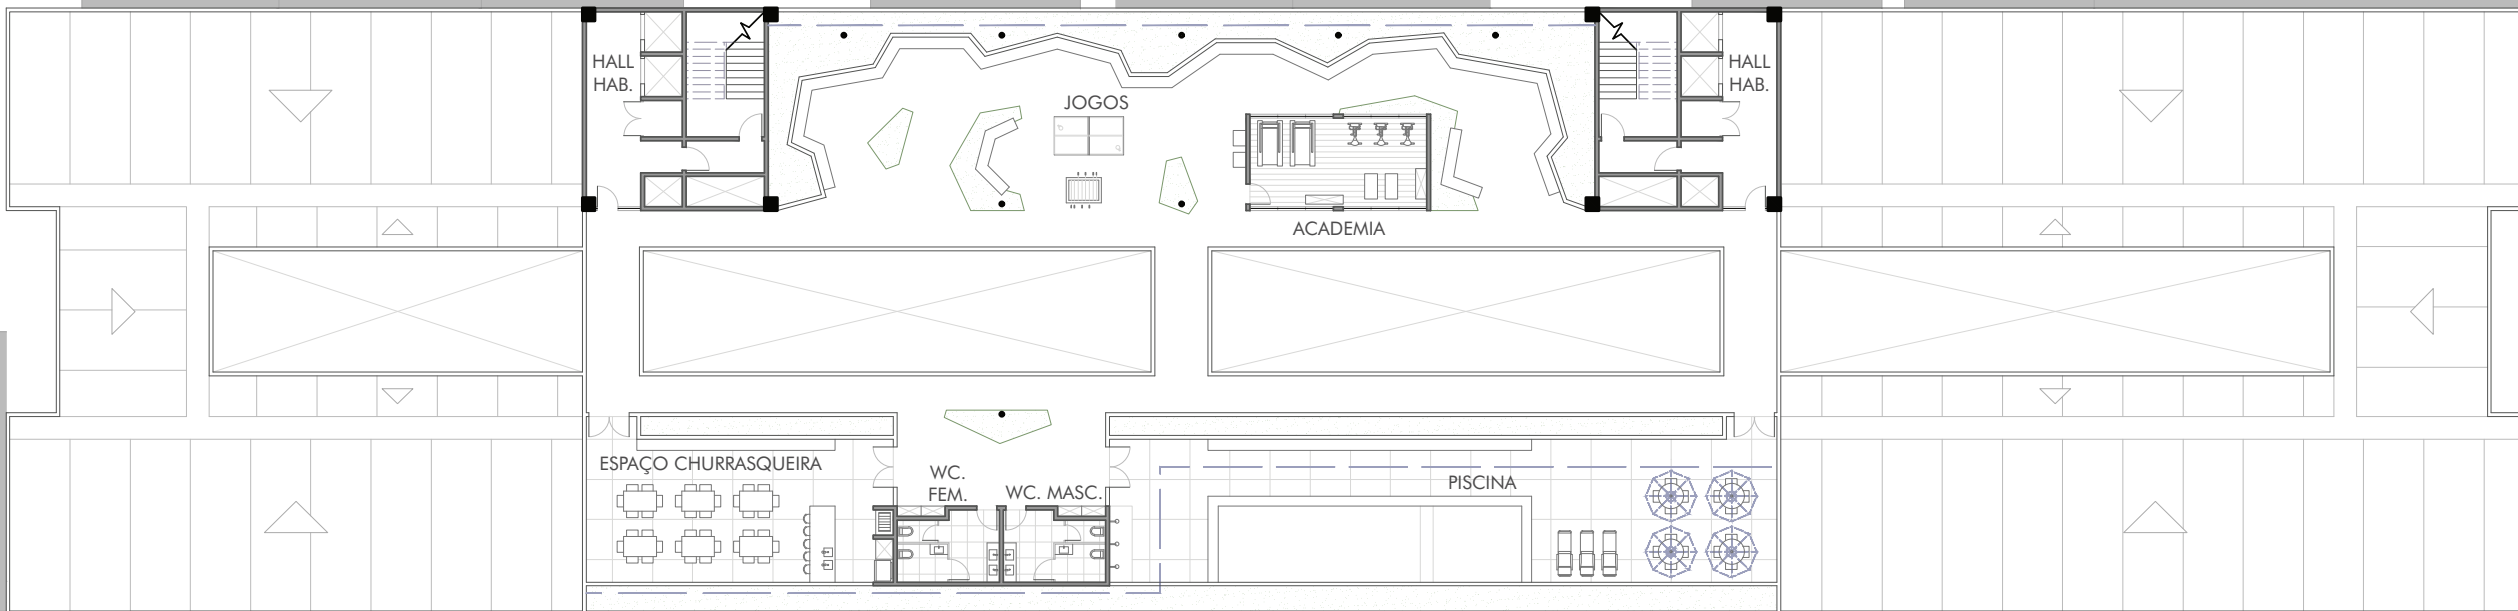 HALL
HAB.
JOGOS
HALL
HAB.
ACADEMIA
ESPAÇO CHURRASQUEIRA
WC.
FEM.
WC. MASC.
PISCINA